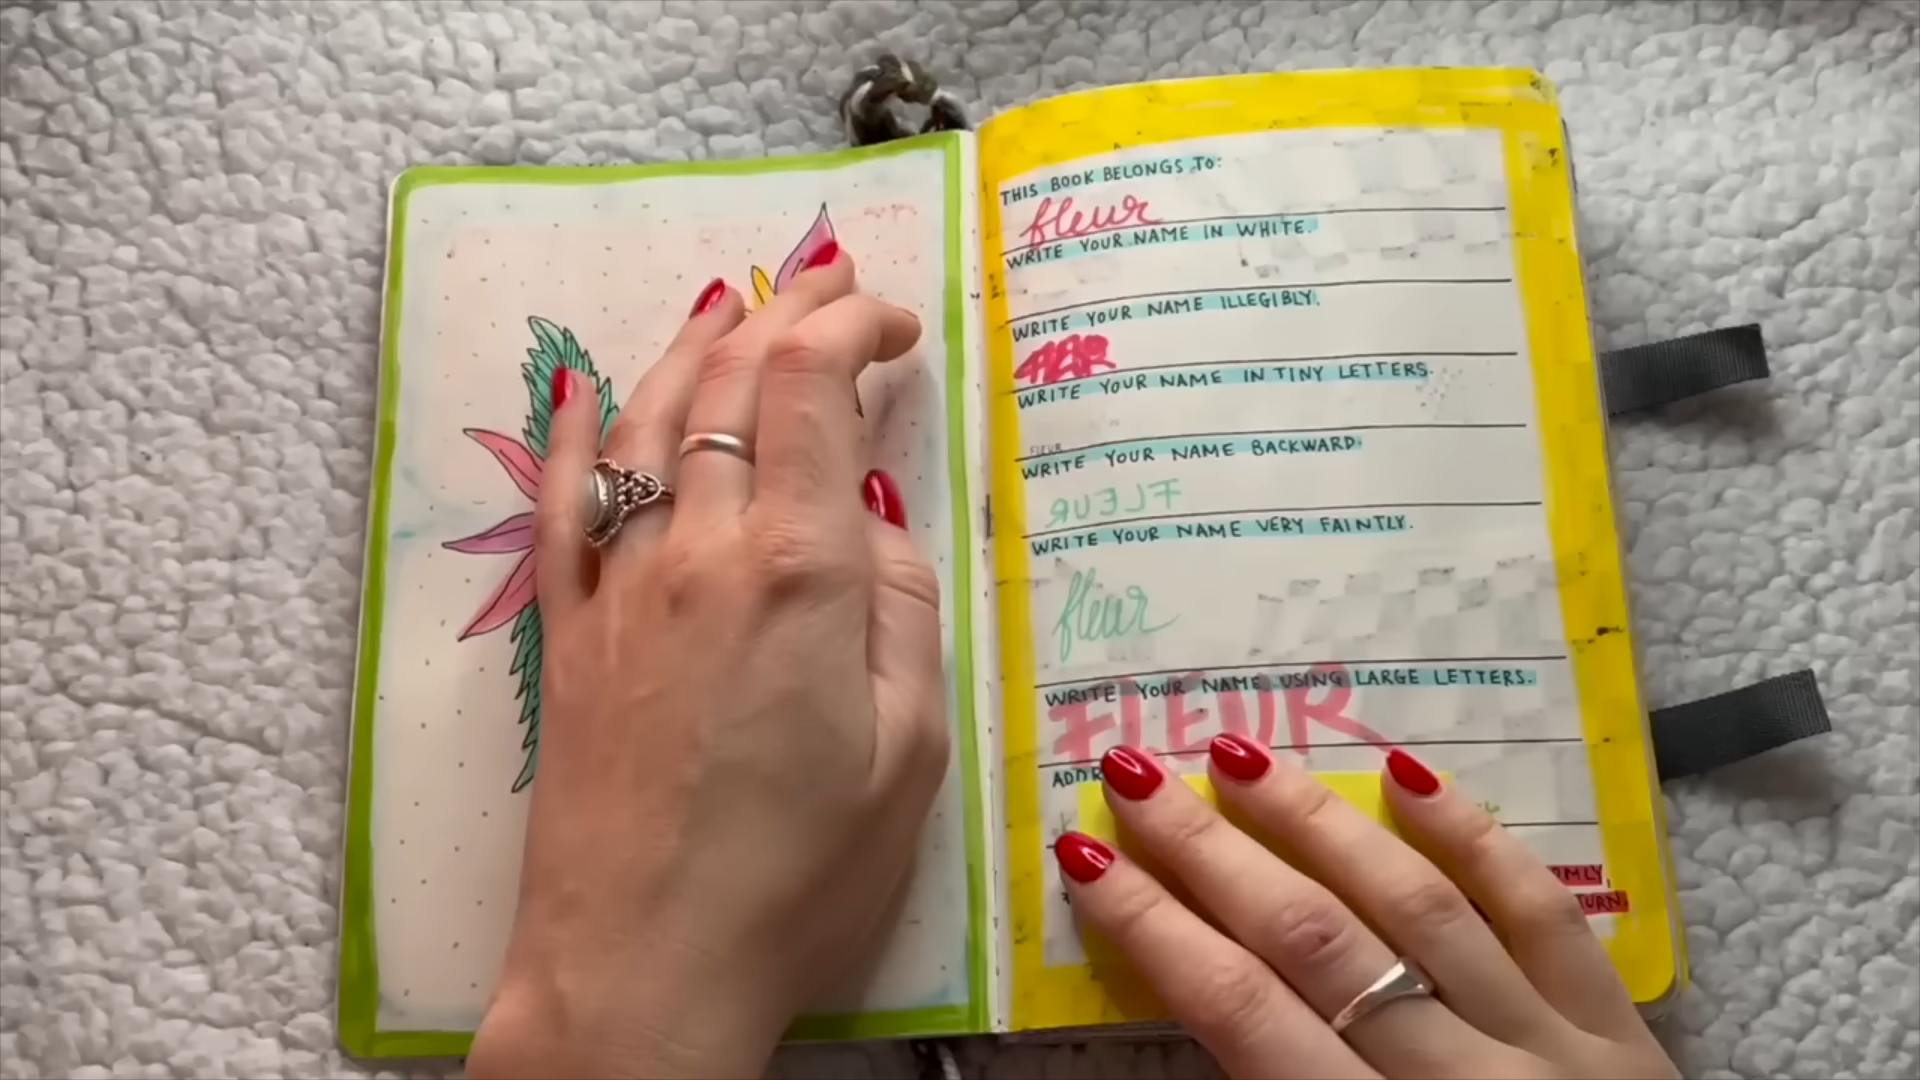 THIS BOOK BELONGS TO:
fleur
WRITE YOUR NAME IN WHITE.
WRITE YOUR NAME ILLEGIBLY.
WRITE YOUR NAME IN TINY LETTERS.
FLEUR
WRITE YOUR NAME BACKWARD.
RUELF
WRITE YOUR NAME VERY FAINTLY.
fleur
WRITE YOUR NAME USING LARGE LETTERS.
FLEUR